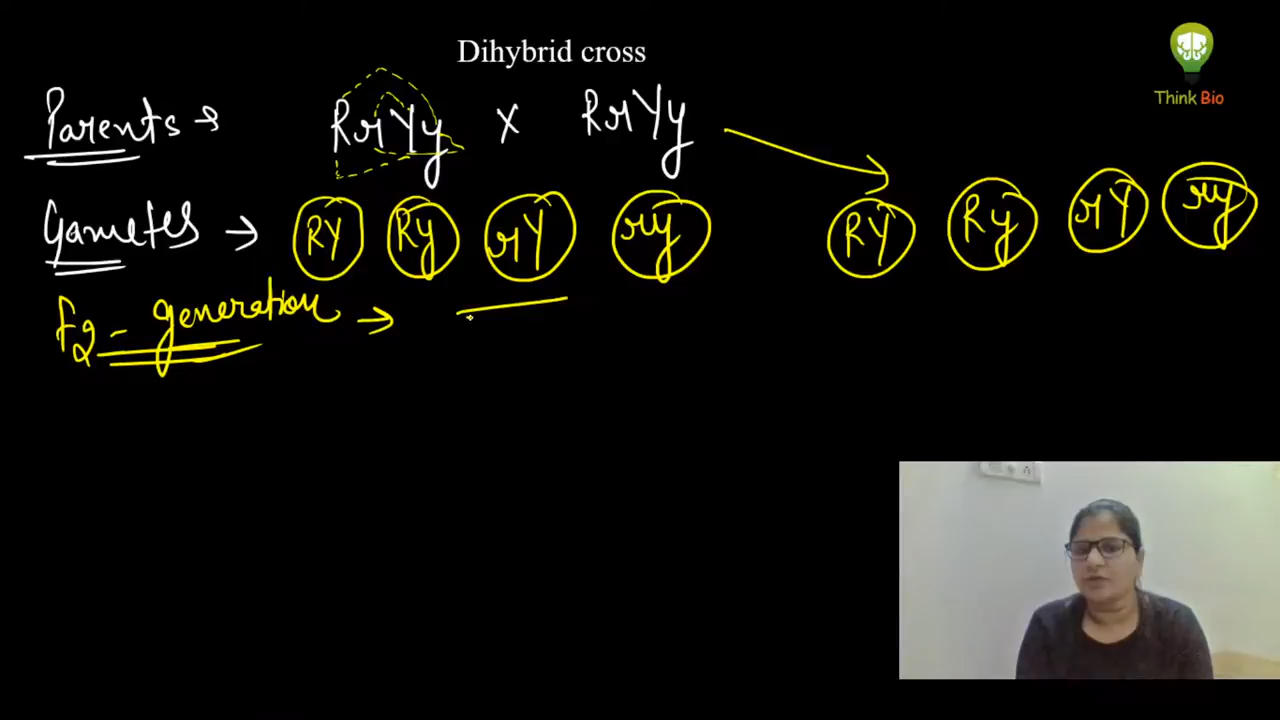 Dihybrid cross
Think Bio
Parents → RrYy x RrYy
Gametes → RY Ry rY ry RY Ry rY ry
F2 - generation →